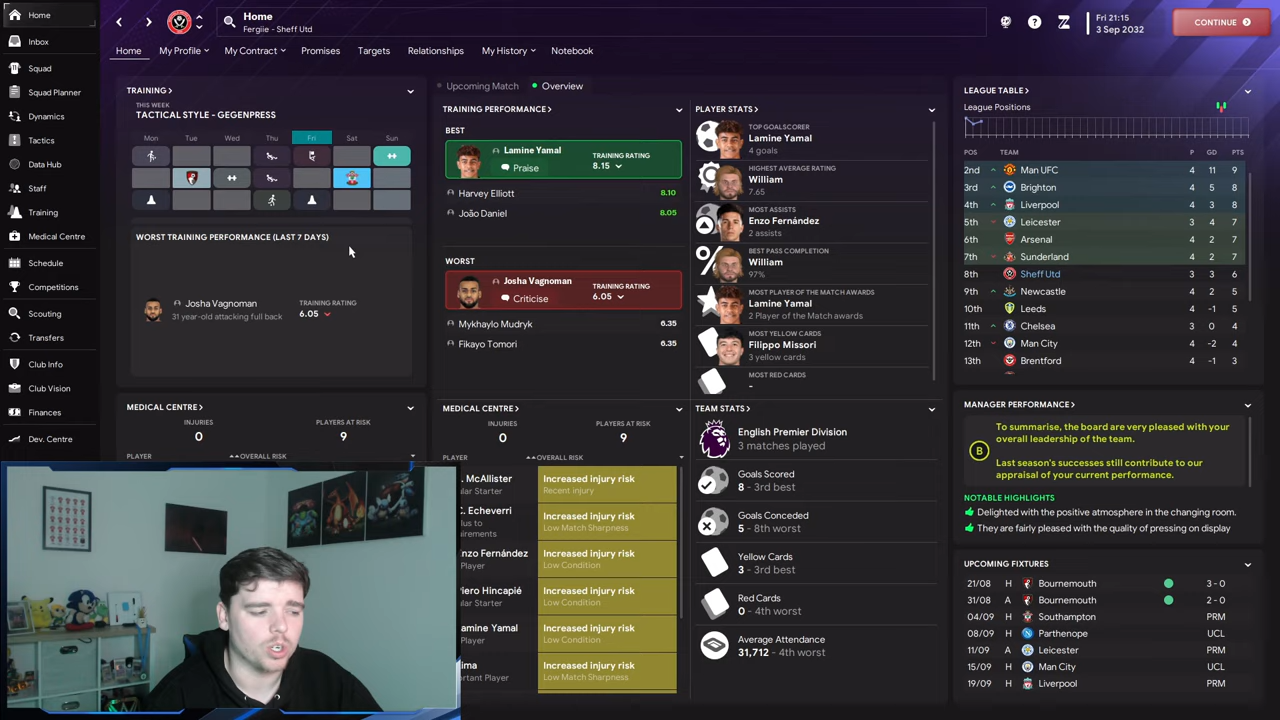 Home
Inbox
Squad
Squad Planner
Dynamics
Tactics
Data Hub
Staff
Training
Medical Centre
Schedule
Competitions
Scouting
Transfers
Club Info
Club Vision
Finances
Dev. Centre
Home
Fergiie - Sheff Utd
Fri 21:15
3 Sep 2032
CONTINUE
Home My Profile My Contract Promises Targets Relationships My History Notebook
TRAINING
THIS WEEK
TACTICAL STYLE - GEGENPRESS
Mon Tue Wed Thu Fri Sat Sun
WORST TRAINING PERFORMANCE (LAST 7 DAYS)
Josha Vagnoman
31 year-old attacking full back
TRAINING RATING
6.05
MEDICAL CENTRE
INJURIES PLAYERS AT RISK
0 9
PLAYER OVERALL RISK
Upcoming Match Overview
TRAINING PERFORMANCE
BEST
Lamine Yamal
Praise
TRAINING RATING
8.15
Harvey Elliott 8.10
João Daniel 8.05
WORST
Josha Vagnoman
Criticise
TRAINING RATING
6.05
Mykhaylo Mudryk 6.35
Fikayo Tomori 6.35
MEDICAL CENTRE
INJURIES PLAYERS AT RISK
0 9
PLAYER OVERALL RISK
. McAllister Increased injury risk
ular Starter Recent injury
C. Echeverri Increased injury risk
lus to Low Match Sharpness
uirements
nzo Fernández Increased injury risk
Player Low Condition
iero Hincapié Increased injury risk
ular Starter Low Condition
amine Yamal Increased injury risk
Player Low Condition
ima Increased injury risk
ortant Player Low Match Sharpness
PLAYER STATS
TOP GOALSCORER
Lamine Yamal
4 goals
HIGHEST AVERAGE RATING
William
7.65
MOST ASSISTS
Enzo Fernández
2 assists
BEST PASS COMPLETION
William
97%
MOST PLAYER OF THE MATCH AWARDS
Lamine Yamal
2 Player of the Match awards
MOST YELLOW CARDS
Filippo Missori
3 yellow cards
MOST RED CARDS
-
TEAM STATS
English Premier Division
3 matches played
Goals Scored
8 - 3rd best
Goals Conceded
5 - 8th worst
Yellow Cards
3 - 3rd best
Red Cards
0 - 4th worst
Average Attendance
31,712 - 4th worst
LEAGUE TABLE
League Positions
POS TEAM P GD PTS
2nd Man UFC 4 11 9
3rd Brighton 4 5 8
4th Liverpool 4 3 8
5th Leicester 4 4 7
6th Arsenal 4 2 7
7th Sunderland 4 2 7
8th Sheff Utd 3 3 6
9th Newcastle 4 2 5
10th Leeds 4 -1 5
11th Chelsea 3 0 4
12th Man City 4 -2 4
13th Brentford 4 -1 3
MANAGER PERFORMANCE
B
To summarise, the board are very pleased with your
overall leadership of the team.
Last season's successes still contribute to our
appraisal of your current performance.
NOTABLE HIGHLIGHTS
Delighted with the positive atmosphere in the changing room.
They are fairly pleased with the quality of pressing on display
UPCOMING FIXTURES
21/08 H Bournemouth 3 - 0
31/08 A Bournemouth 2 - 0
04/09 H Southampton PRM
08/09 H Parthenope UCL
11/09 A Leicester PRM
15/09 H Man City UCL
19/09 H Liverpool PRM